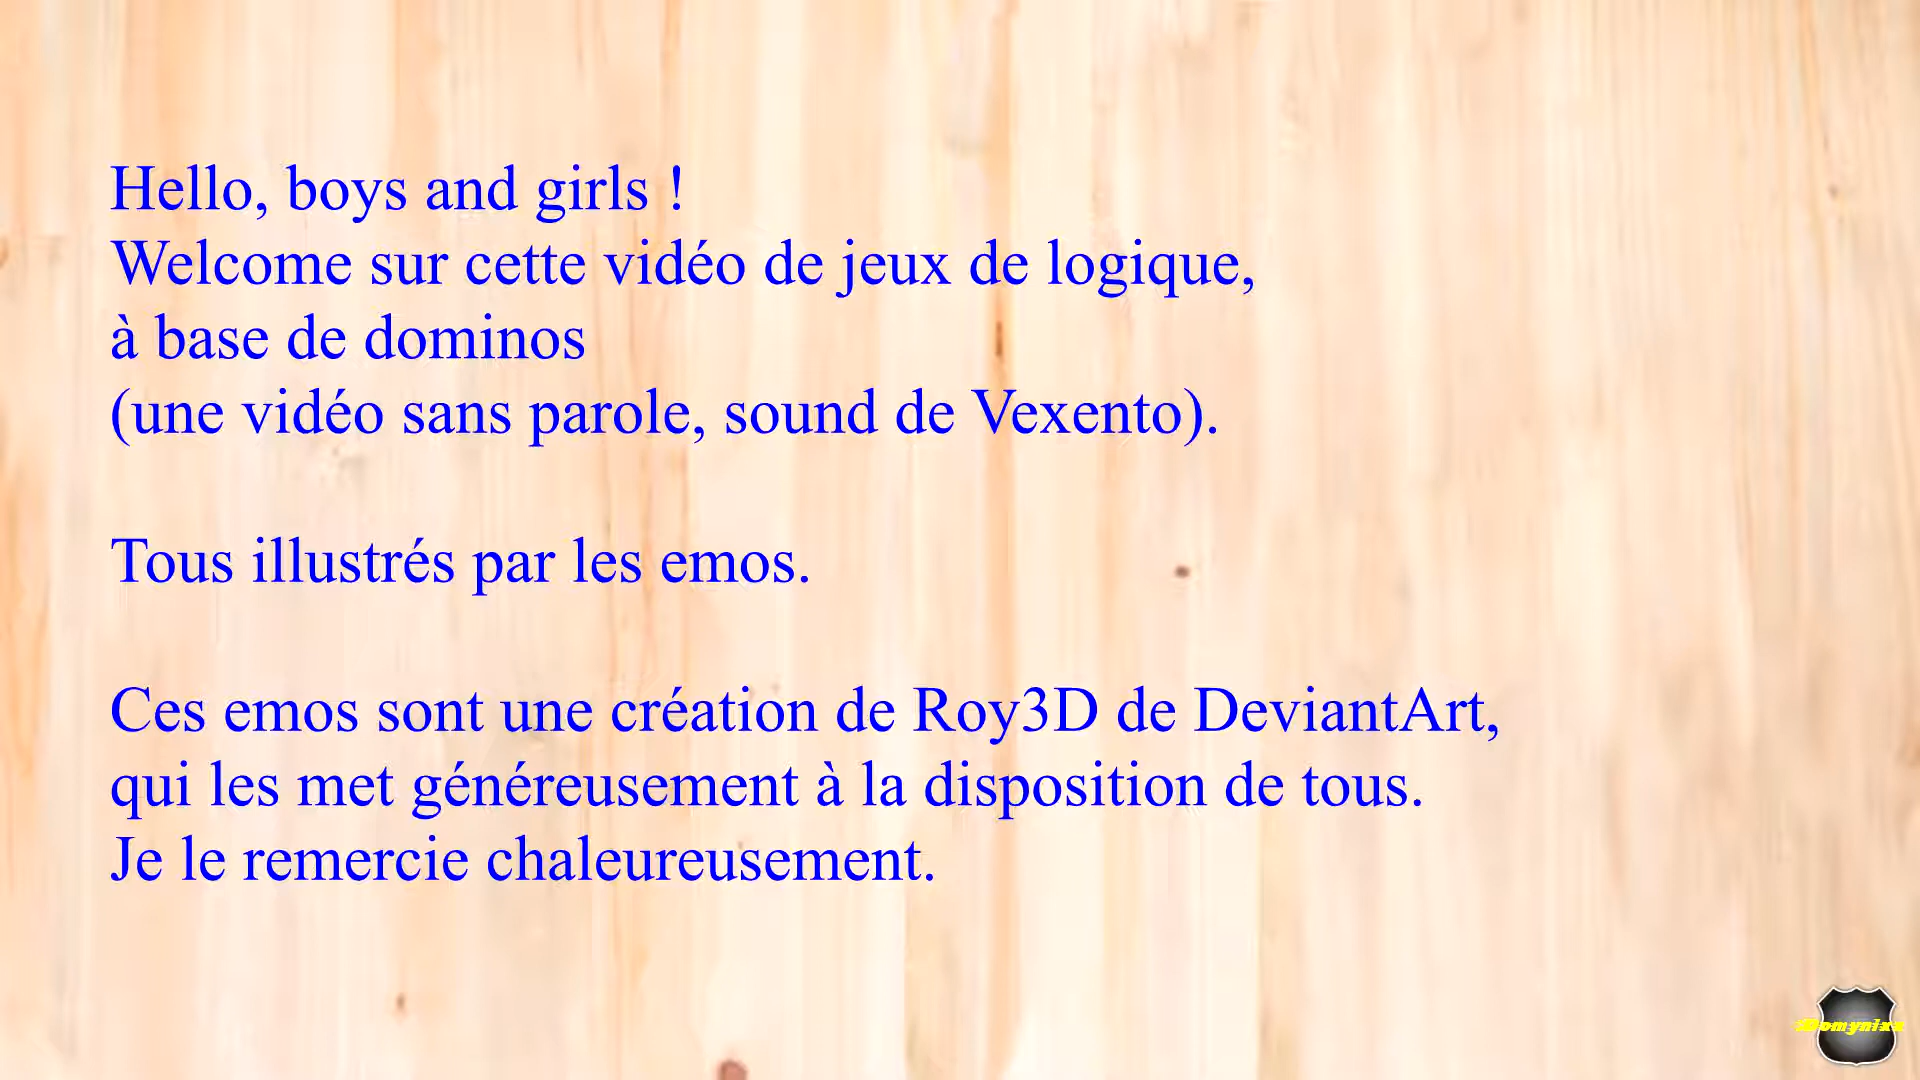 Hello, boys and girls !
Welcome sur cette vidéo de jeux de logique,
à base de dominos
(une vidéo sans parole, sound de Vexento).
Tous illustrés par les emos.
Ces emos sont une création de Roy3D de DeviantArt,
qui les met généreusement à la disposition de tous.
Je le remercie chaleureusement.